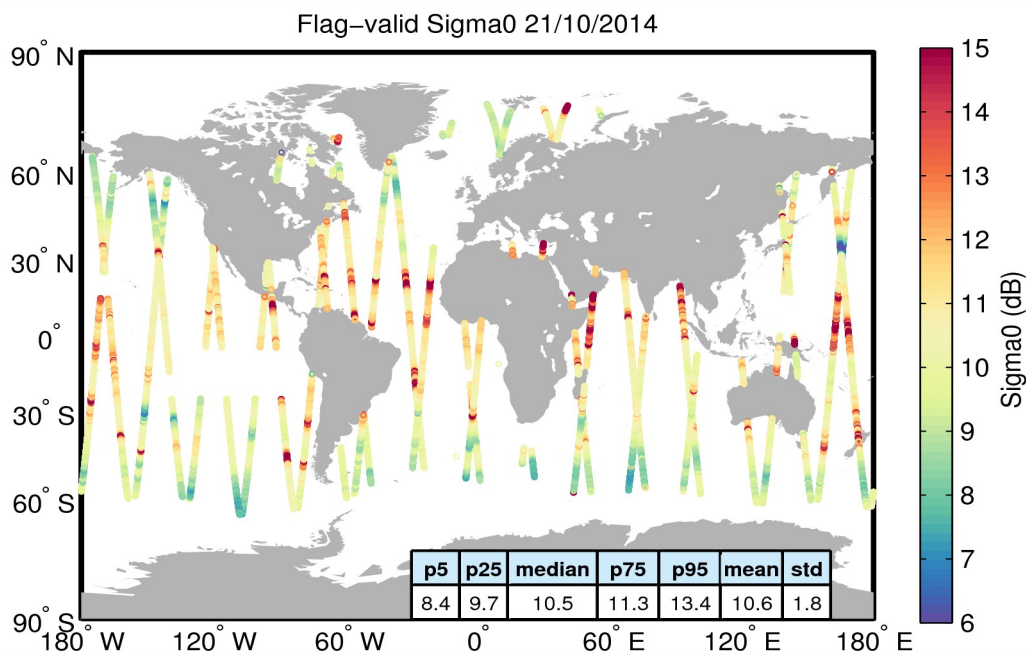 Flag−valid Sigma0 21/10/2014
90° N
60° N
30° N
0°
30° S
60° S
90° S
180° W
120° W
60° W
0°
60° E
120° E
180° E
p5 p25 median p75 p95 mean std
8.4 9.7 10.5 11.3 13.4 10.6 1.8
15
14
13
12
11
10
9
8
7
6
Sigma0 (dB)